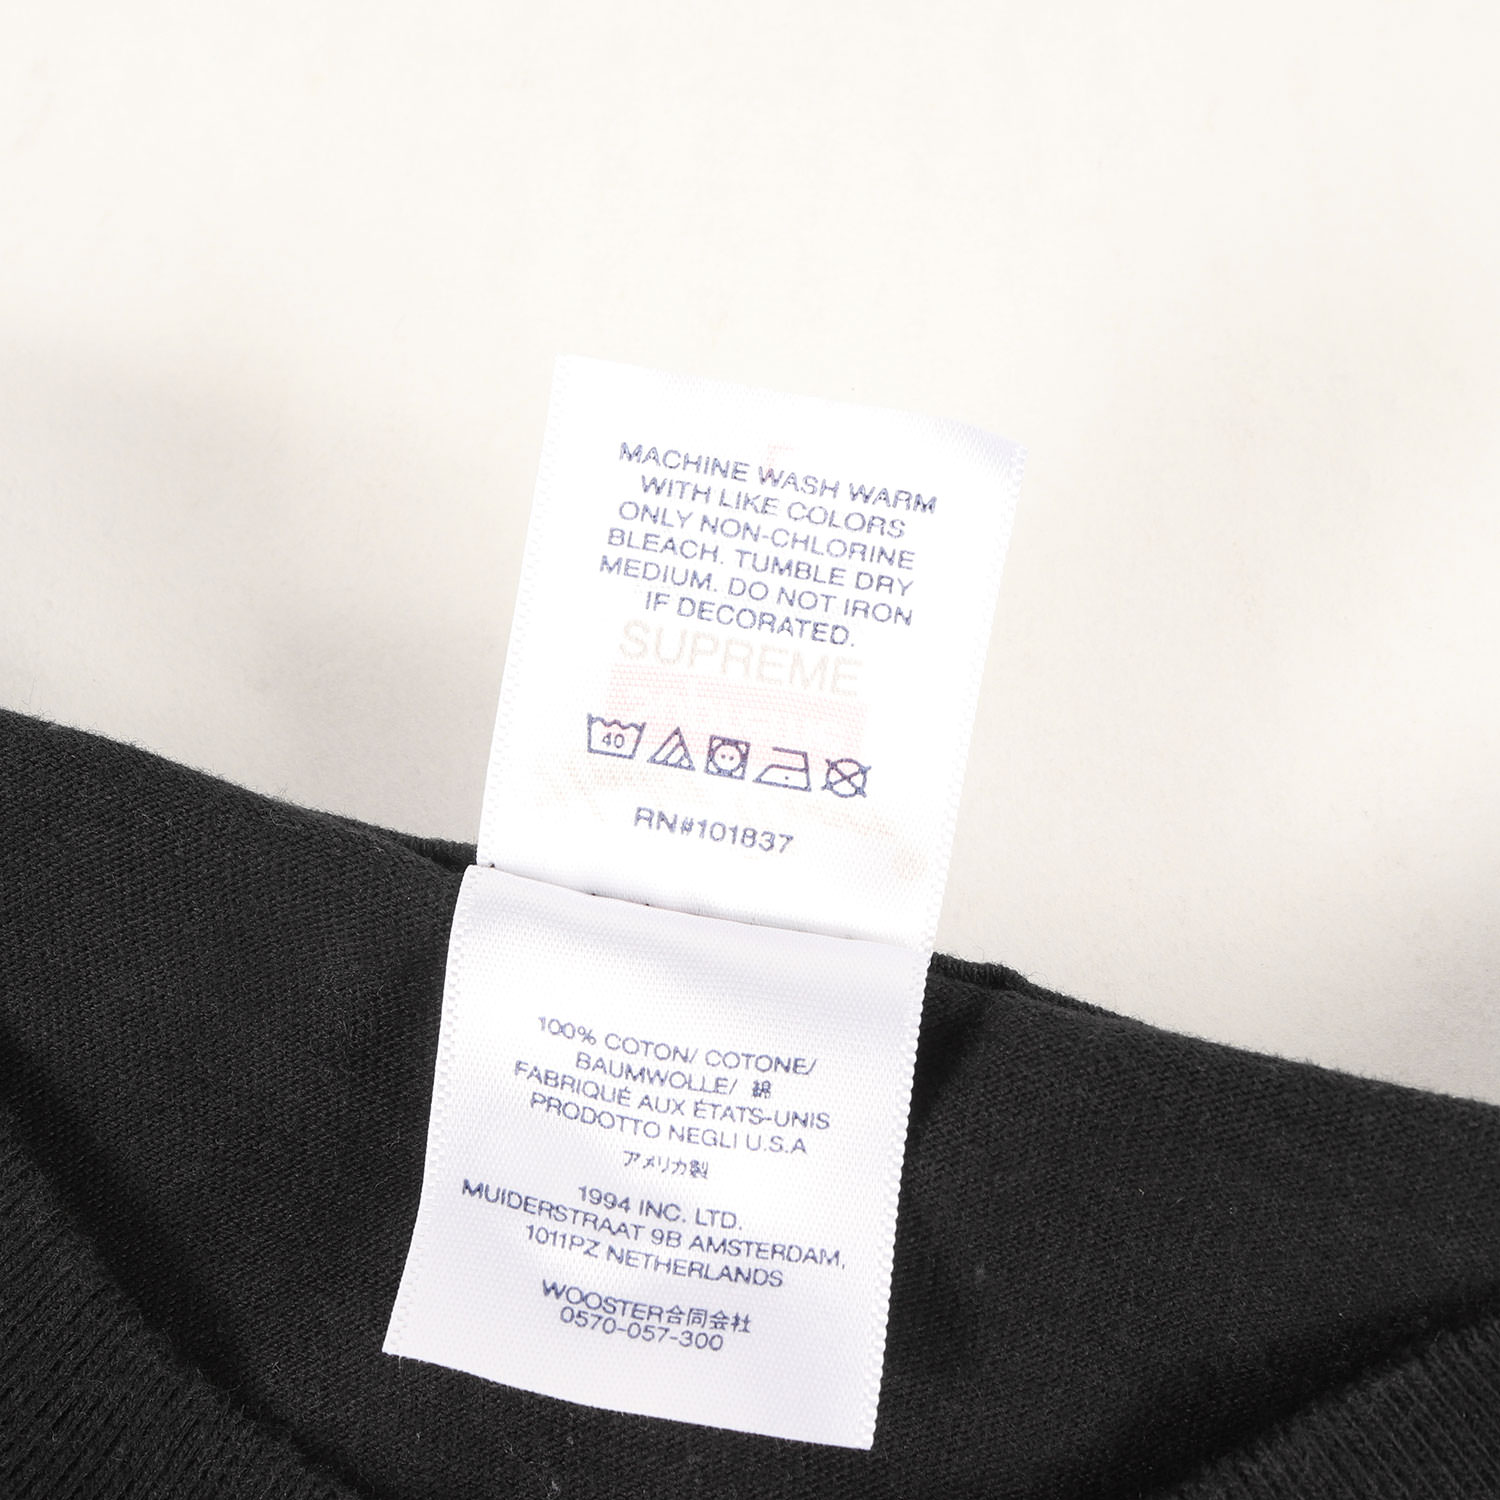 MACHINE WASH WARM
WITH LIKE COLORS
ONLY NON-CHLORINE
BLEACH. TUMBLE DRY
MEDIUM. DO NOT IRON
IF DECORATED.
SUPREME
40
RN#101837
100% COTON/ COTONE/
BAUMWOLLE/ 綿
FABRIQUÉ AUX ÉTATS-UNIS
PRODOTTO NEGLI U.S.A
アメリカ製
1994 INC. LTD.
MUIDERSTRAAT 9B AMSTERDAM,
1011PZ NETHERLANDS
WOOSTER合同会社
0570-057-300